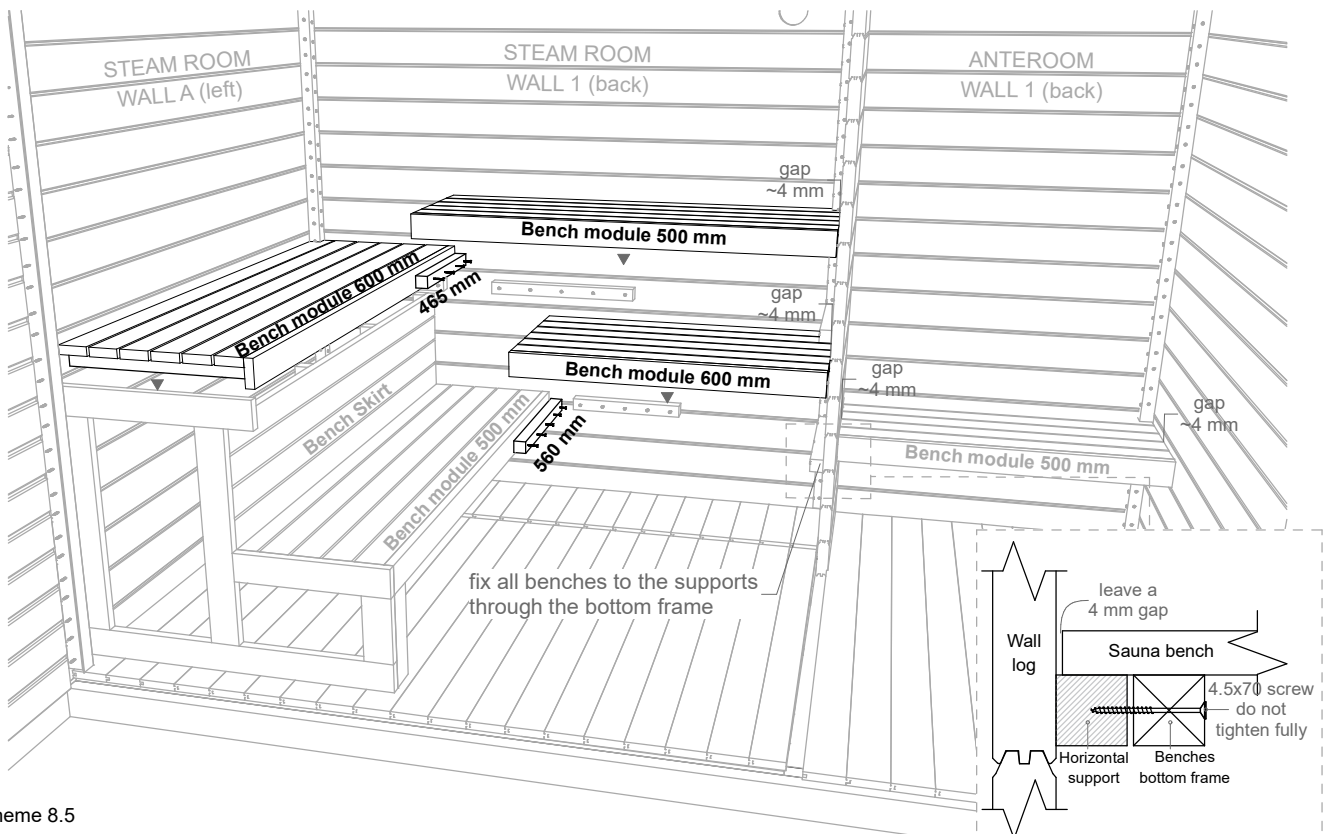 STEAM ROOM
WALL A (left)
STEAM ROOM
WALL 1 (back)
ANTEROOM
WALL 1 (back)
gap
~4 mm
Bench module 500 mm
Bench module 600 mm
465 mm
gap
~4 mm
Bench module 600 mm
gap
~4 mm
gap
~4 mm
Bench Skirt
Bench module 500 mm
560 mm
Bench module 500 mm
fix all benches to the supports
through the bottom frame
leave a
4 mm gap
Wall
log
Sauna bench
4.5x70 screw
do not
tighten fully
Horizontal
support
Benches
bottom frame
heme 8.5